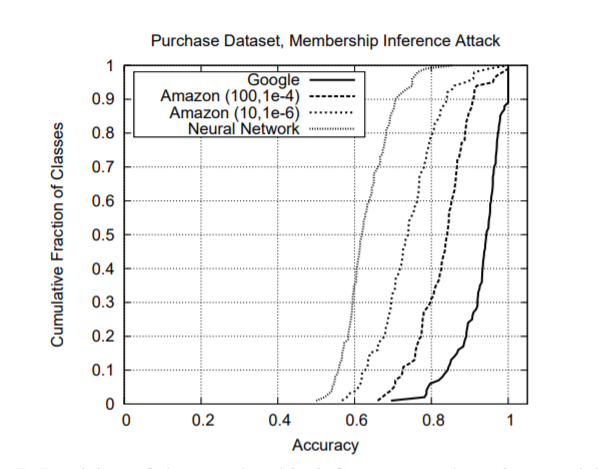 Purchase Dataset, Membership Inference Attack
Cumulative Fraction of Classes
1
0.9
0.8
0.7
0.6
0.5
0.4
0.3
0.2
0.1
0
Google
Amazon (100,1e-4)
Amazon (10,1e-6)
Neural Network
0 0.2 0.4 0.6 0.8 1
Accuracy